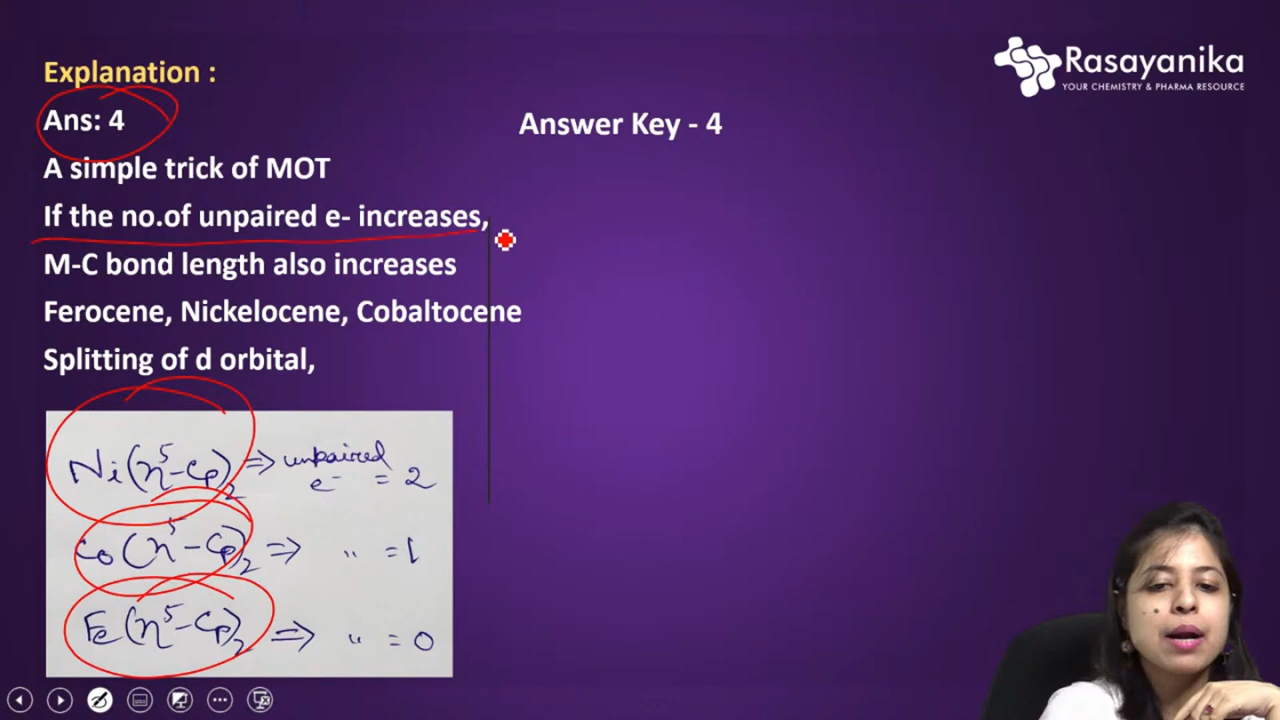 Explanation :
Ans: 4
A simple trick of MOT
If the no.of unpaired e- increases,
M-C bond length also increases
Ferocene, Nickelocene, Cobaltocene
Splitting of d orbital,
Answer Key - 4
Rasayanika
YOUR CHEMISTRY & PHARMA RESOURCE
Ni(η⁵-Cp)₂ ⇒ unpaired e⁻ = 2
Co(η⁵-Cp)₂ ⇒ " = 1
Fe(η⁵-Cp)₂ ⇒ " = 0